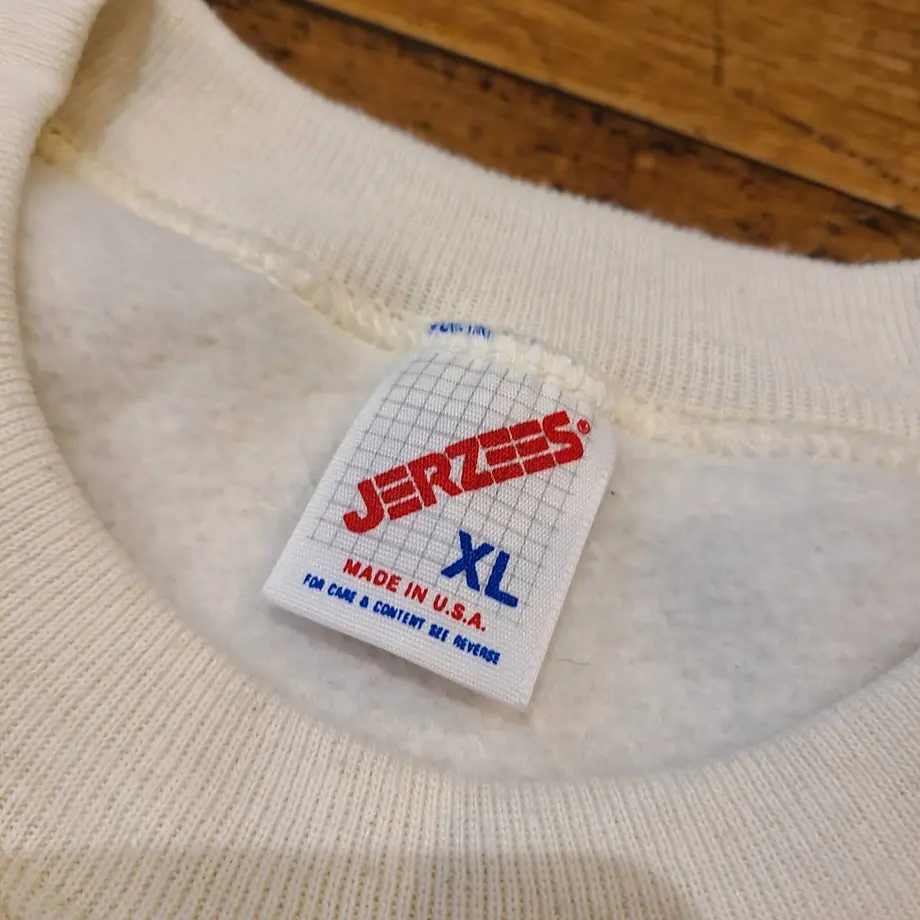 JERZEES®
XL
MADE IN U.S.A.
FOR CARE & CONTENT SEE REVERSE